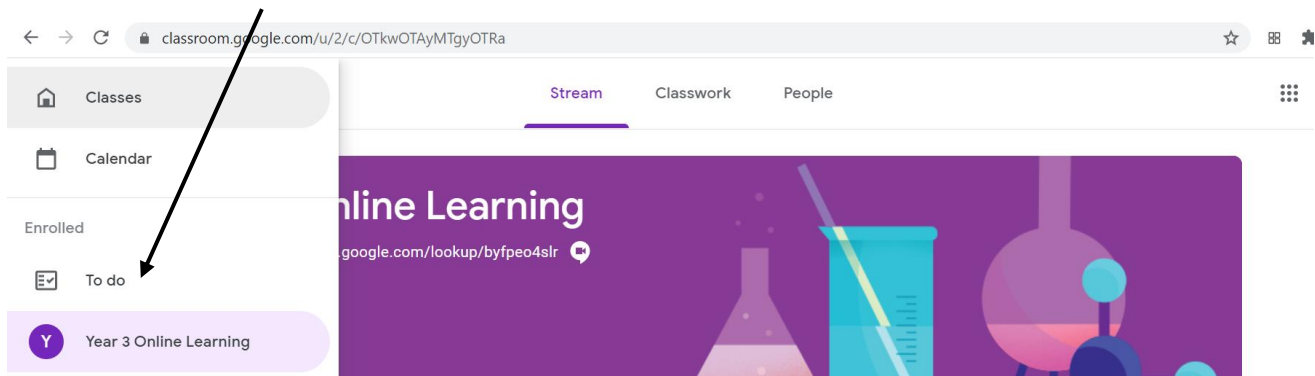 classroom.google.com/u/2/c/OTkwOTAyMTgyOTRa
Classes
Stream Classwork People
Calendar
Enrolled
nline Learning
.google.com/lookup/byfpeo4slr
To do
Y Year 3 Online Learning